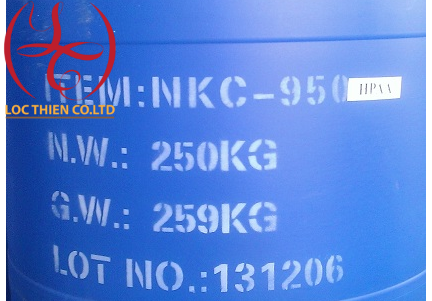 ITEM:NKC-950
HPAA
LOC THIEN CO.LTD
N.W.: 250KG
G.W.: 259KG
LOT NO.:131206